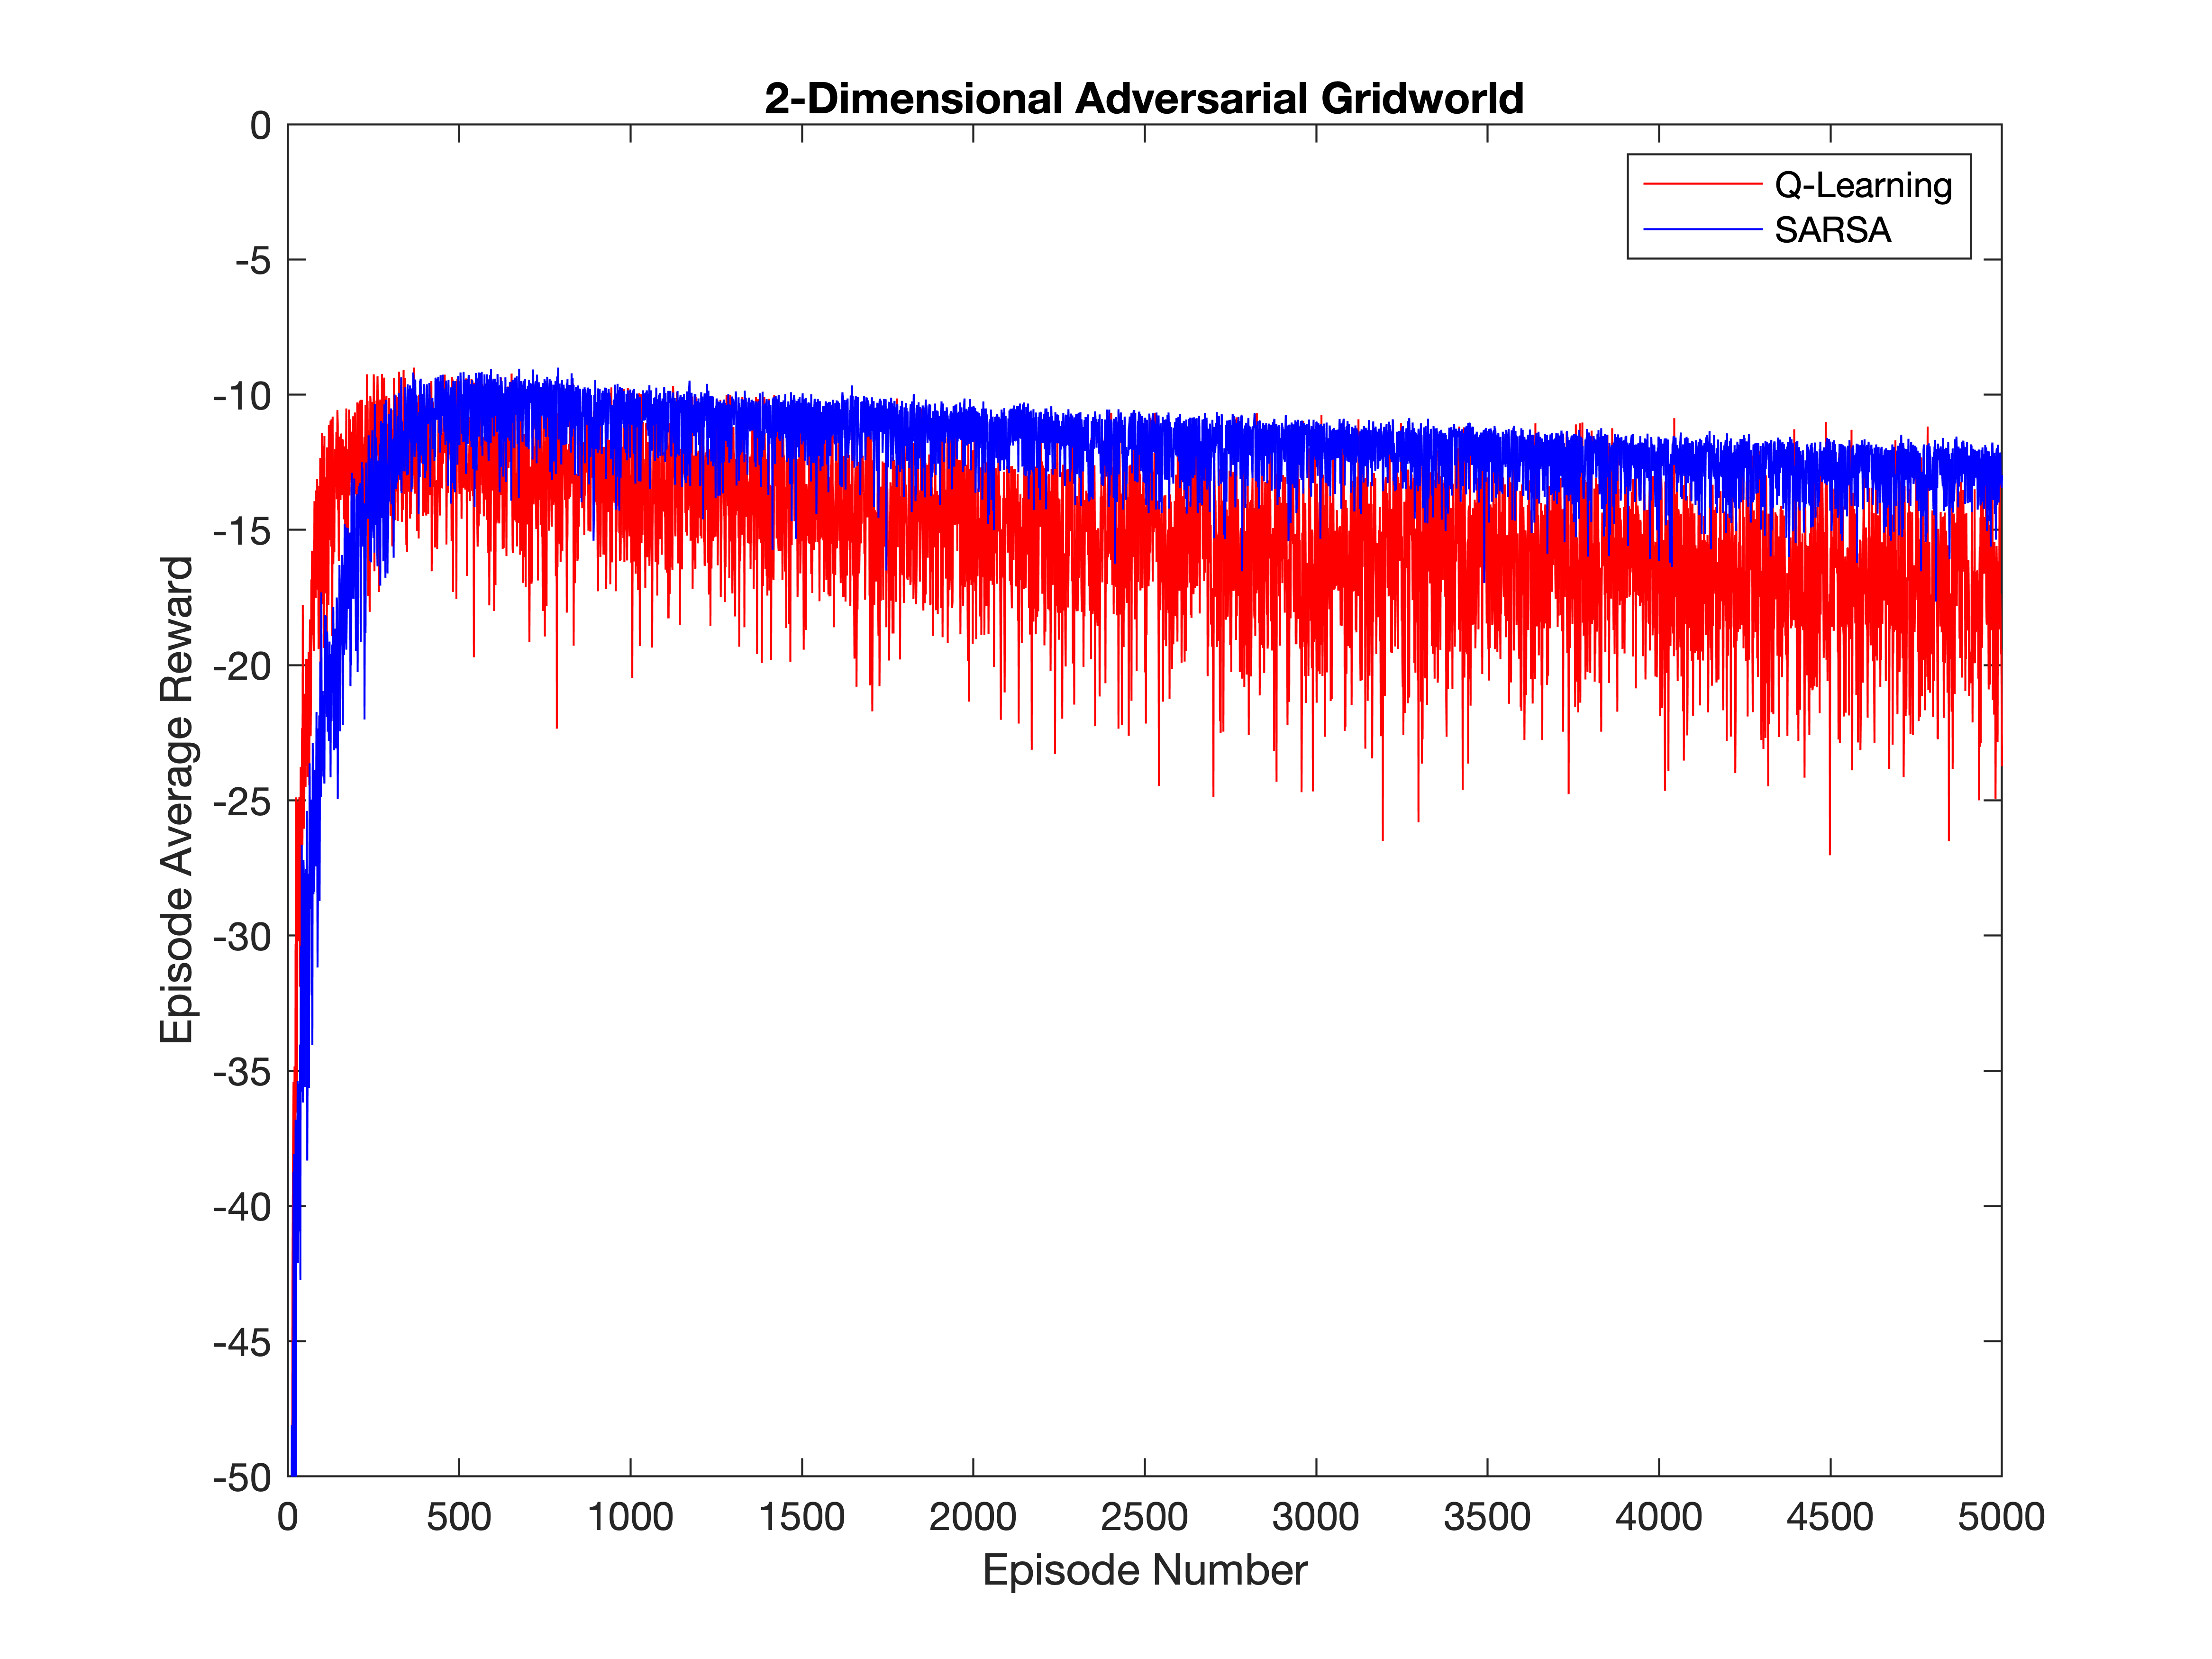 2-Dimensional Adversarial Gridworld
Q-Learning
SARSA
Episode Average Reward
0
-5
-10
-15
-20
-25
-30
-35
-40
-45
-50
0 500 1000 1500 2000 2500 3000 3500 4000 4500 5000
Episode Number